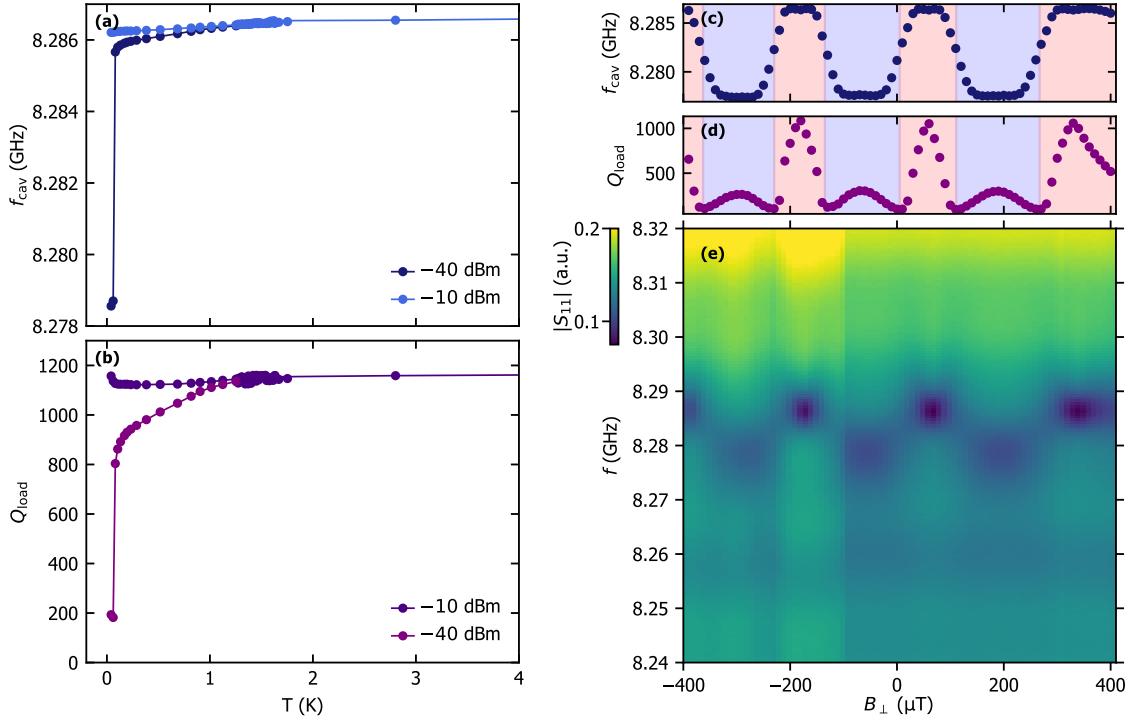 (a)
8.286
8.284
8.282
8.280
8.278
f_cav (GHz)
−40 dBm
−10 dBm
(b)
1200
1000
800
600
400
200
0
Q_load
−10 dBm
−40 dBm
0 1 2 3 4
T (K)
(c)
8.285
8.280
f_cav (GHz)
(d)
1000
500
Q_load
(e)
0.2
0.1
|S_11| (a.u.)
8.32
8.31
8.30
8.29
8.28
8.27
8.26
8.25
8.24
f (GHz)
−400 −200 0 200 400
B_⊥ (μT)